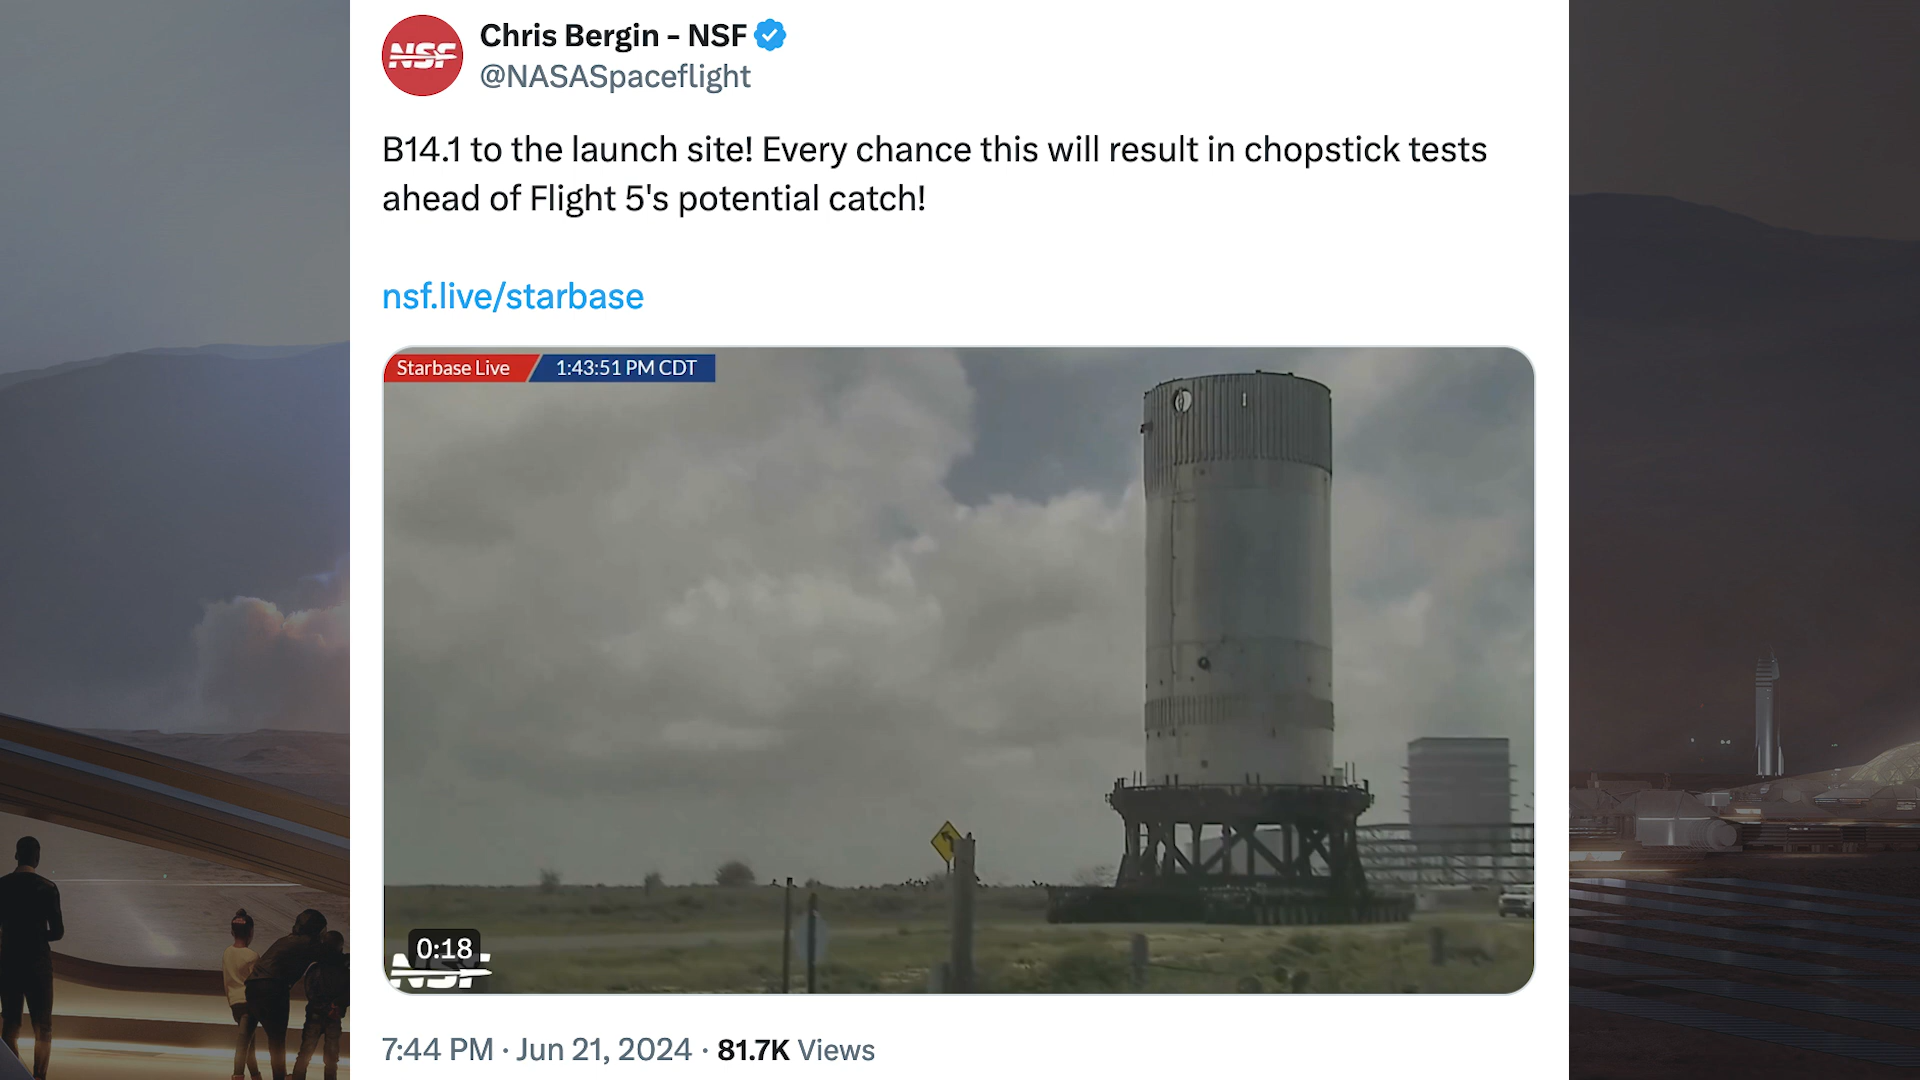 NSF
Chris Bergin - NSF
@NASASpaceflight
B14.1 to the launch site! Every chance this will result in chopstick tests
ahead of Flight 5's potential catch!
nsf.live/starbase
Starbase Live 1:43:51 PM CDT
0:18
NSF
7:44 PM · Jun 21, 2024 · 81.7K Views